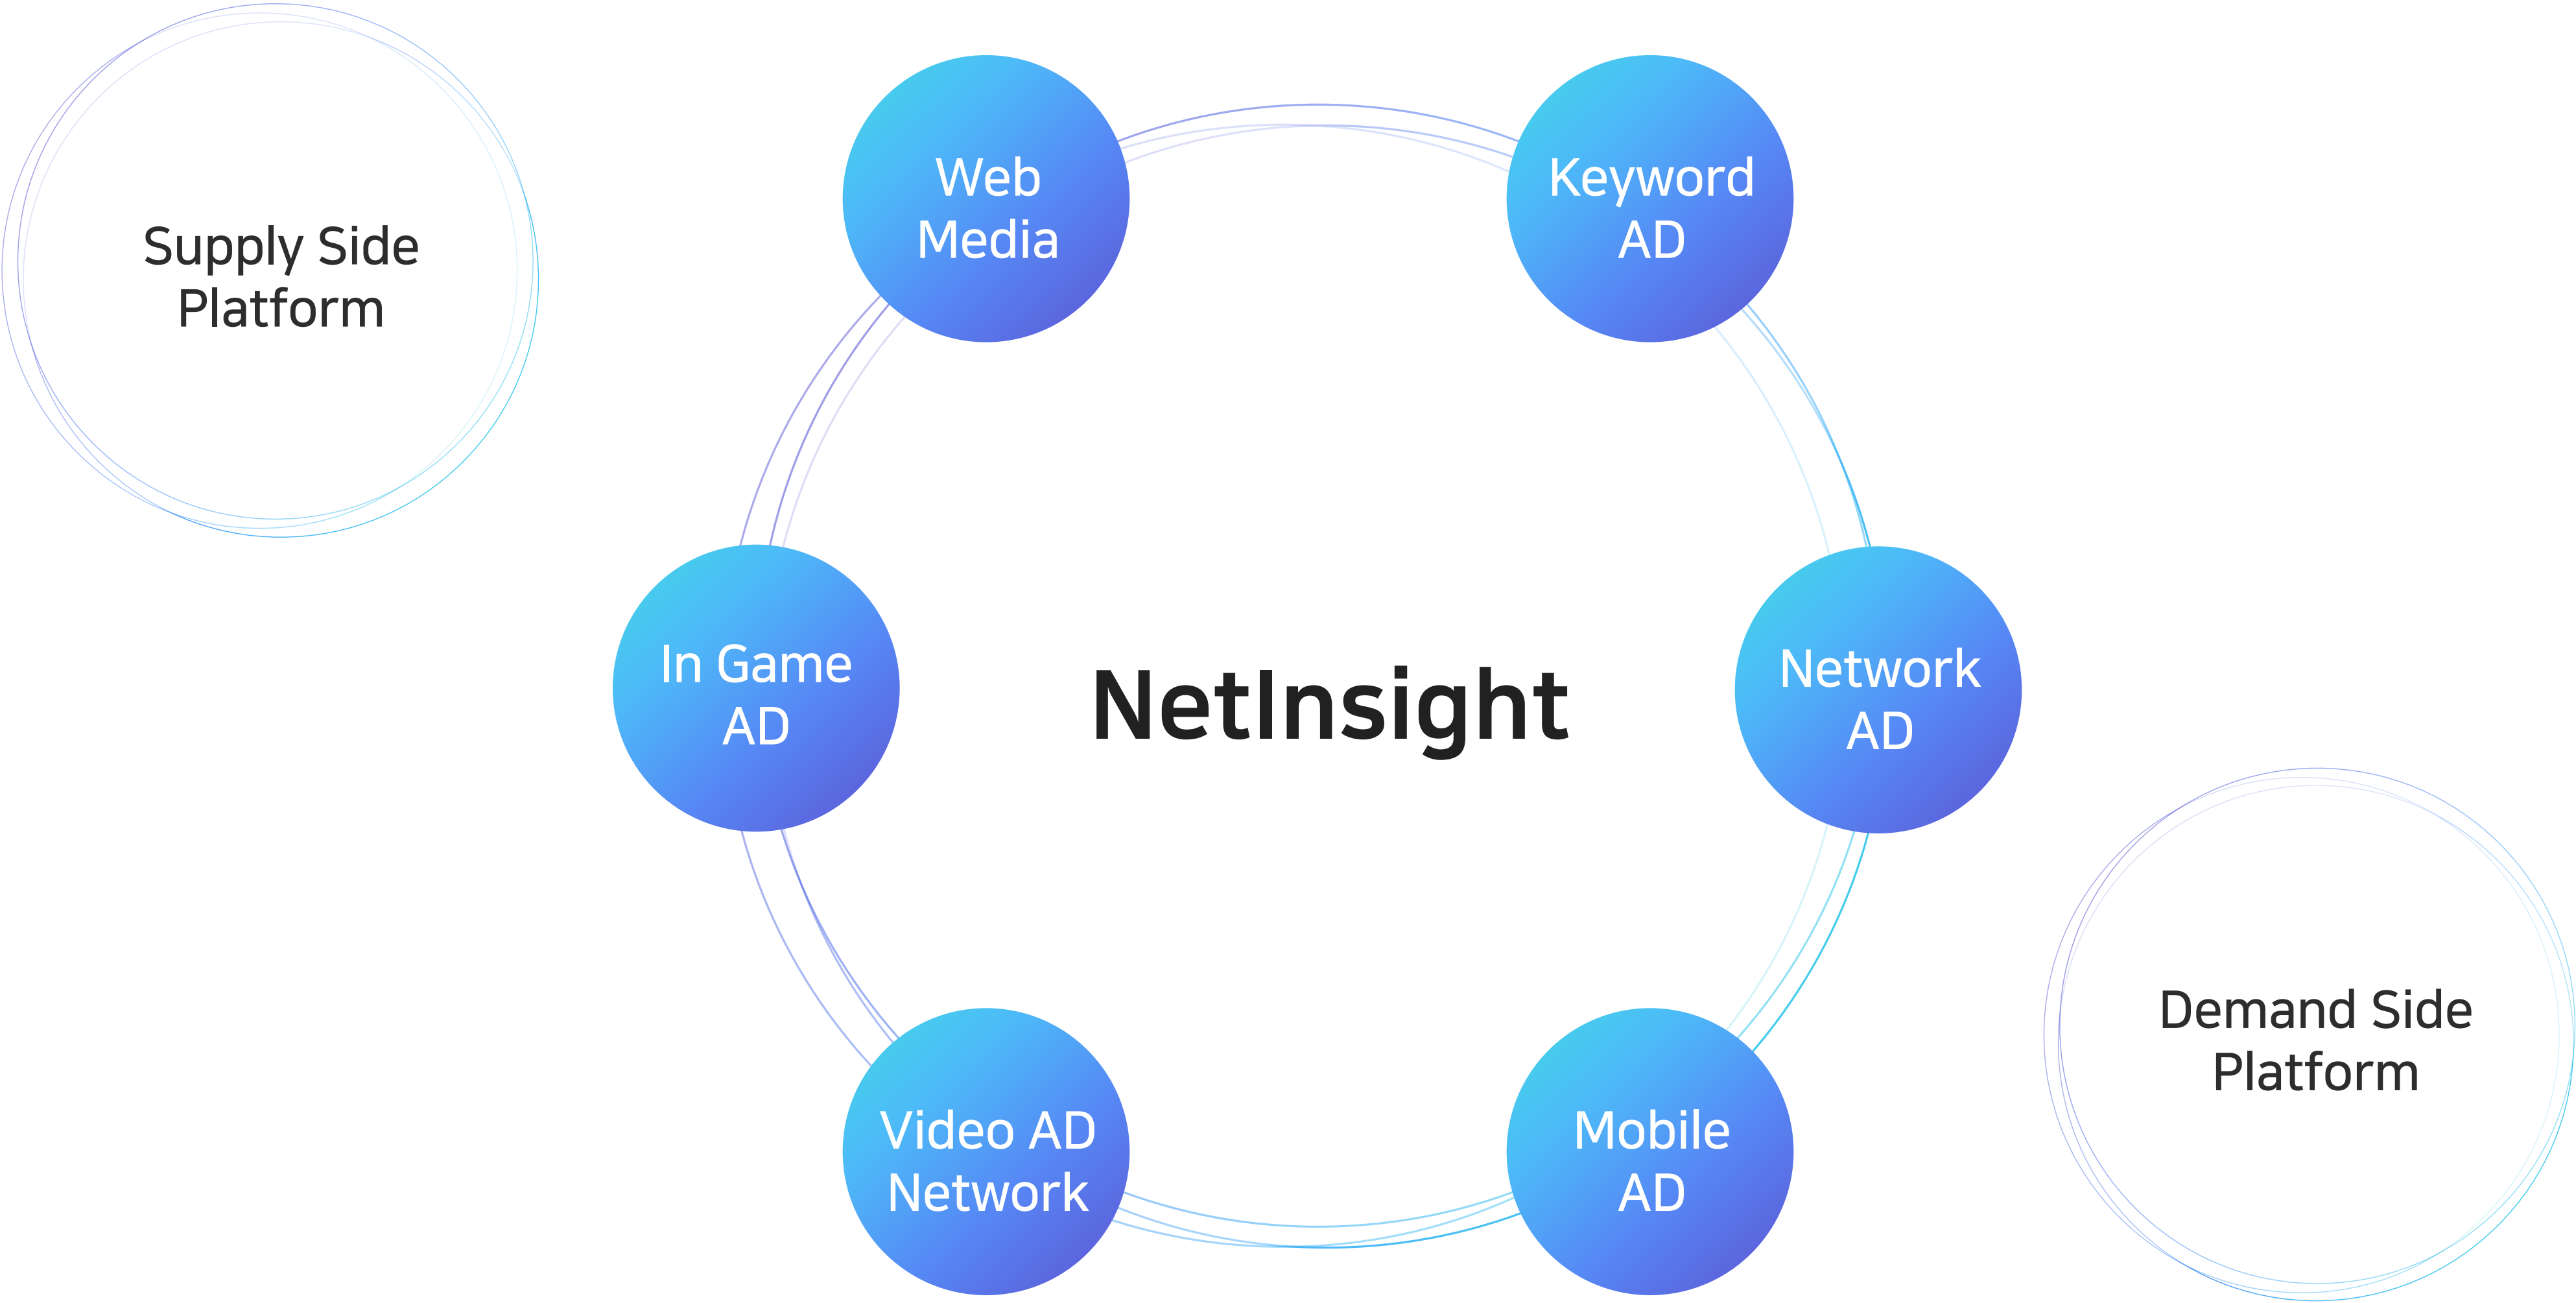 Supply Side
Platform
Web
Media
Keyword
AD
In Game
AD
NetInsight
Network
AD
Video AD
Network
Mobile
AD
Demand Side
Platform